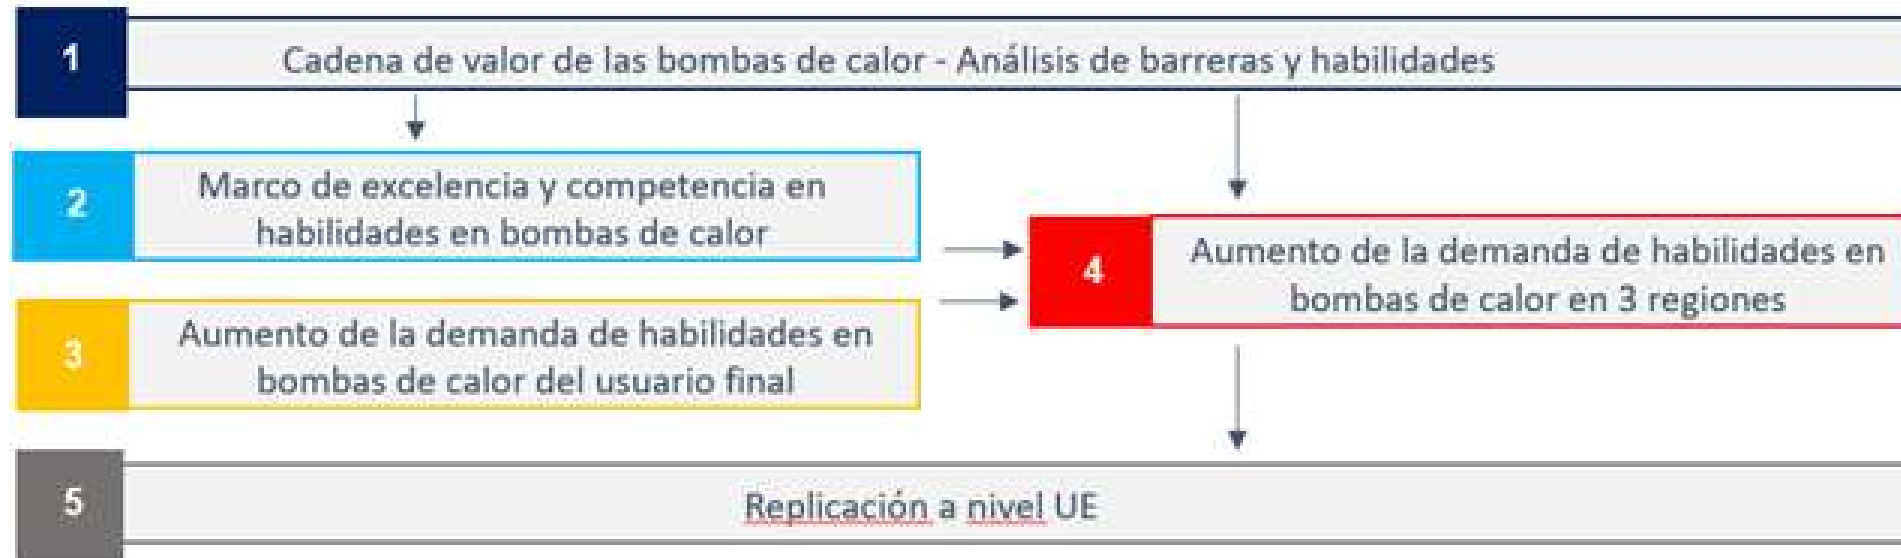 1
Cadena de valor de las bombas de calor - Análisis de barreras y habilidades
2
Marco de excelencia y competencia en
habilidades en bombas de calor
3
Aumento de la demanda de habilidades en
bombas de calor del usuario final
4
Aumento de la demanda de habilidades en
bombas de calor en 3 regiones
5
Replicación a nivel UE